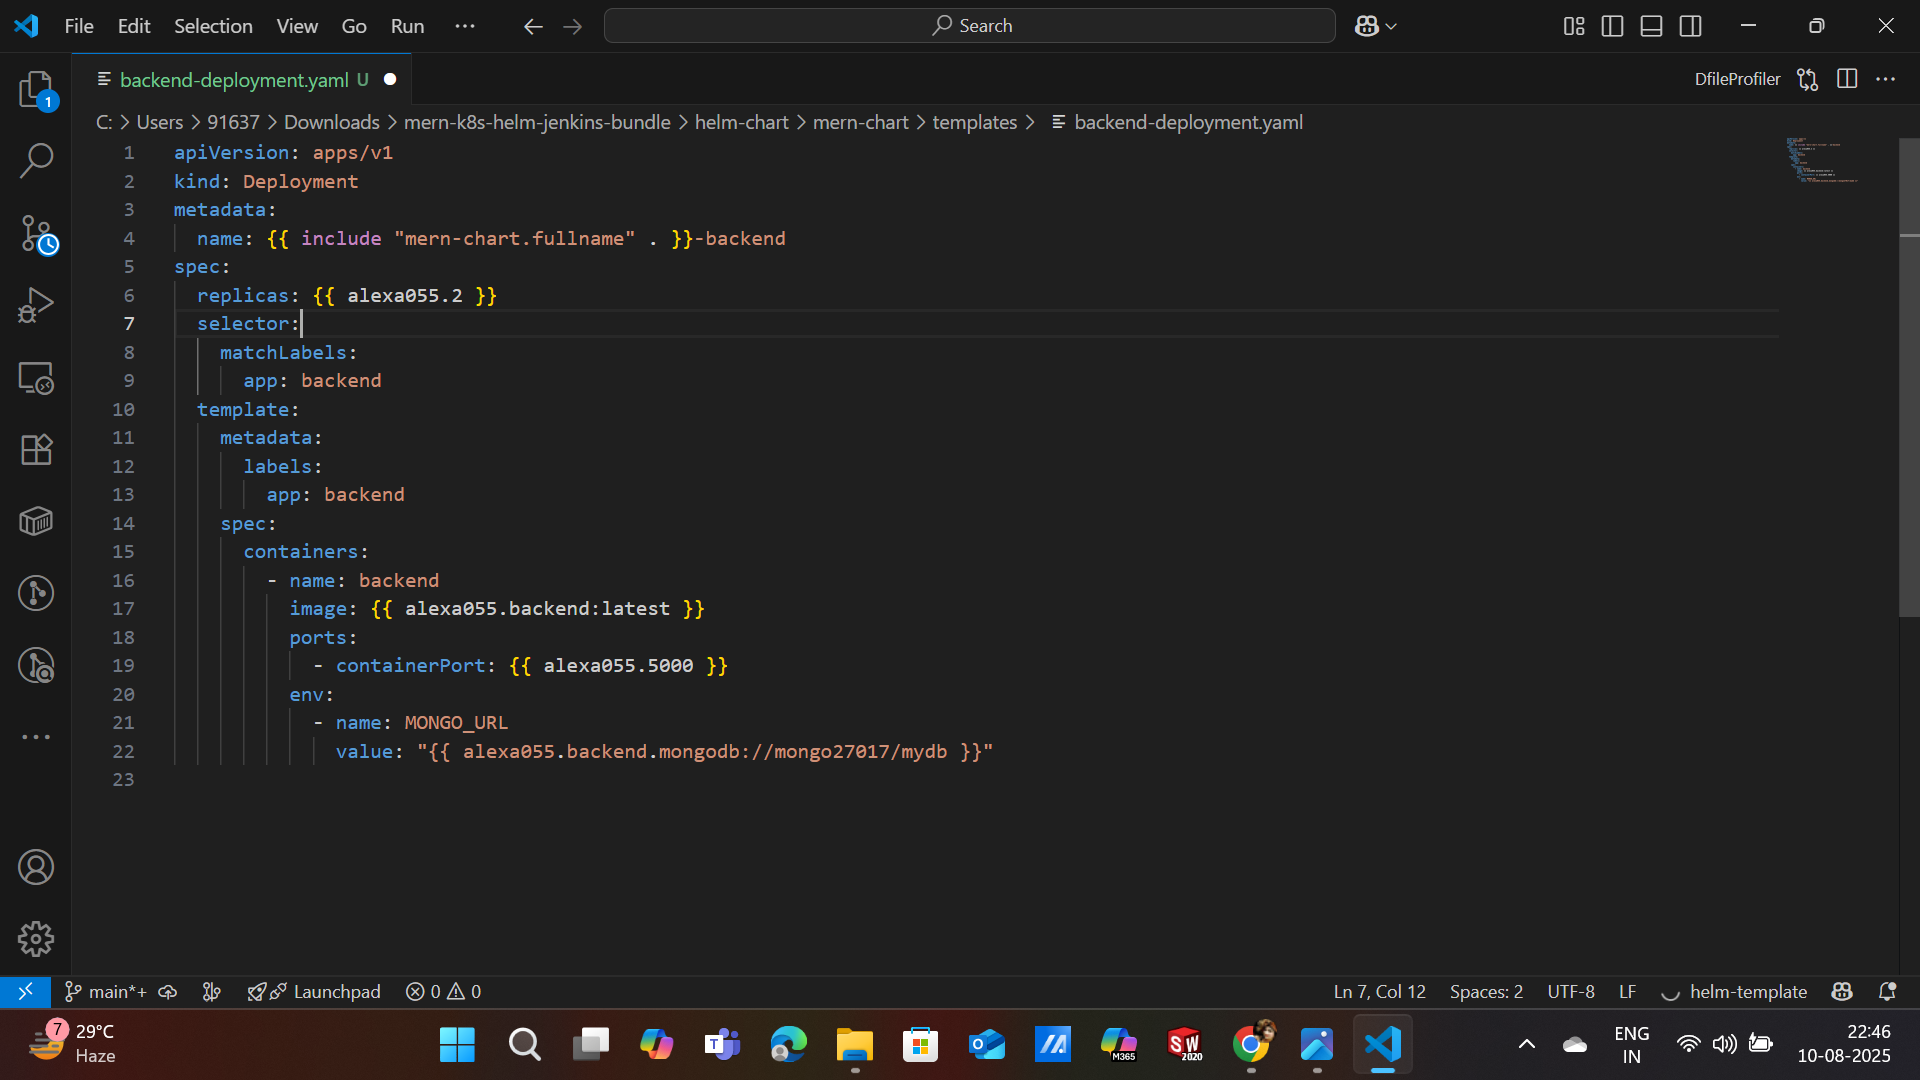 File Edit Selection View Go Run ··· Search
backend-deployment.yaml U DfileProfiler
1
C: > Users > 91637 > Downloads > mern-k8s-helm-jenkins-bundle > helm-chart > mern-chart > templates > backend-deployment.yaml
1 apiVersion: apps/v1
2 kind: Deployment
3 metadata:
4   name: {{ include "mern-chart.fullname" . }}-backend
5 spec:
6   replicas: {{ alexa055.2 }}
7   selector:
8     matchLabels:
9       app: backend
10   template:
11     metadata:
12       labels:
13         app: backend
14     spec:
15       containers:
16         - name: backend
17           image: {{ alexa055.backend:latest }}
18           ports:
19             - containerPort: {{ alexa055.5000 }}
20           env:
21             - name: MONGO_URL
22               value: "{{ alexa055.backend.mongodb://mongo27017/mydb }}"
23
main*+ Launchpad 0 0 Ln 7, Col 12 Spaces: 2 UTF-8 LF helm-template
7 29°C
Haze
M365
SW
2020
ENG
IN
22:46
10-08-2025